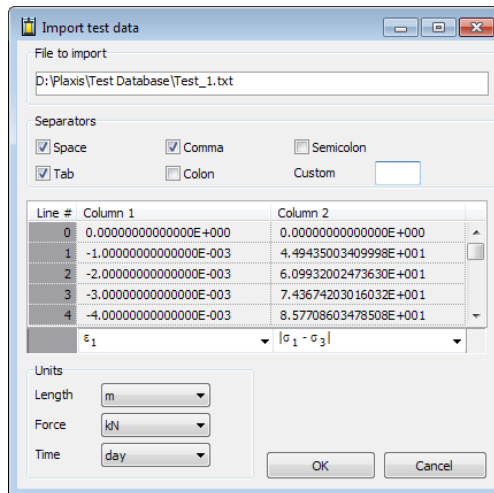 Import test data
File to import
D:\Plaxis\Test Database\Test_1.txt
Separators
Space Comma Semicolon
Tab Colon Custom
Line # Column 1 Column 2
0 0.00000000000000E+000 0.00000000000000E+000
1 -1.00000000000000E-003 4.49435003409998E+001
2 -2.00000000000000E-003 6.09932002473630E+001
3 -3.00000000000000E-003 7.43674203016032E+001
4 -4.00000000000000E-003 8.57708603478508E+001
ε₁ |σ₁ - σ₃|
Units
Length m
Force kN
Time day
OK Cancel